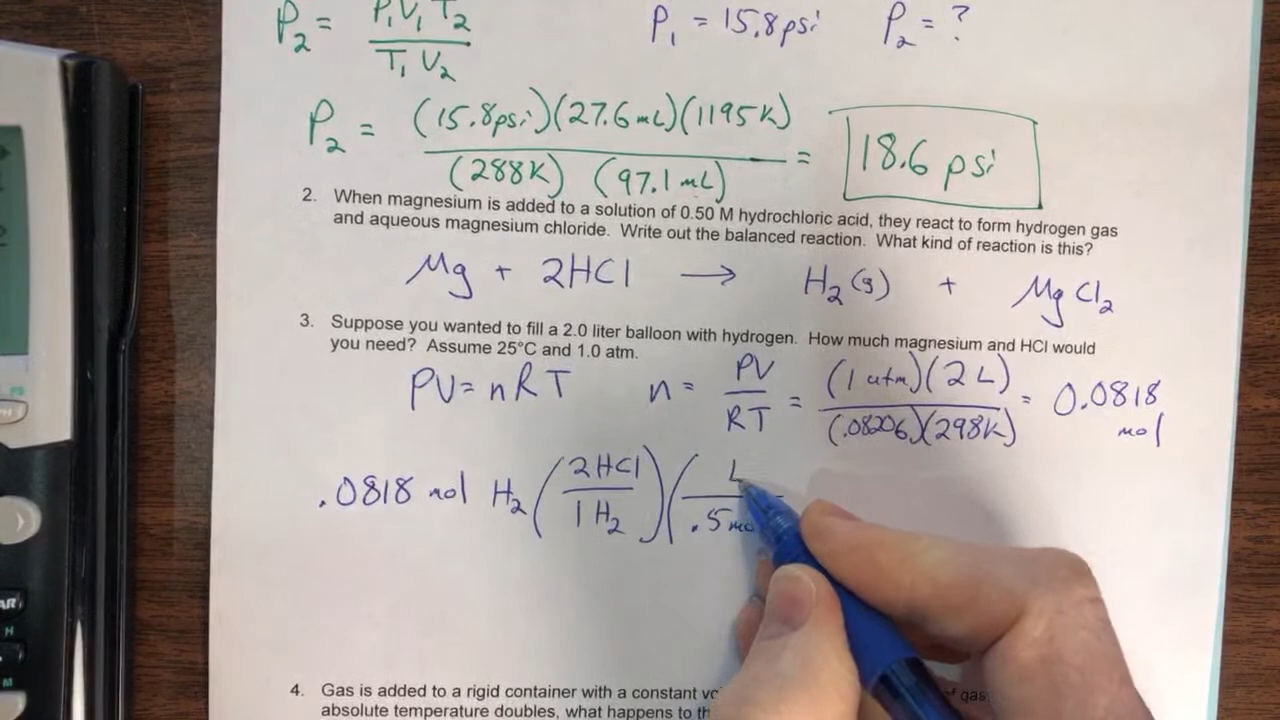 P₂ = P₁V₁T₂ / T₁V₂ P₁ = 15.8 psi P₂ = ?
P₂ = (15.8 psi)(27.6 mL)(1195 K) / (288K) (97.1 mL) = 18.6 psi
2. When magnesium is added to a solution of 0.50 M hydrochloric acid, they react to form hydrogen gas
and aqueous magnesium chloride. Write out the balanced reaction. What kind of reaction is this?
Mg + 2HCl → H₂(g) + MgCl₂
3. Suppose you wanted to fill a 2.0 liter balloon with hydrogen. How much magnesium and HCl would
you need? Assume 25°C and 1.0 atm.
PV = nRT n = PV / RT = (1 atm)(2 L) / (.08206)(298K) = 0.0818 mol
.0818 mol H₂ (2HCl / 1 H₂) (L / .5 mo
4. Gas is added to a rigid container with a constant gas
absolute temperature doubles, what happens to th